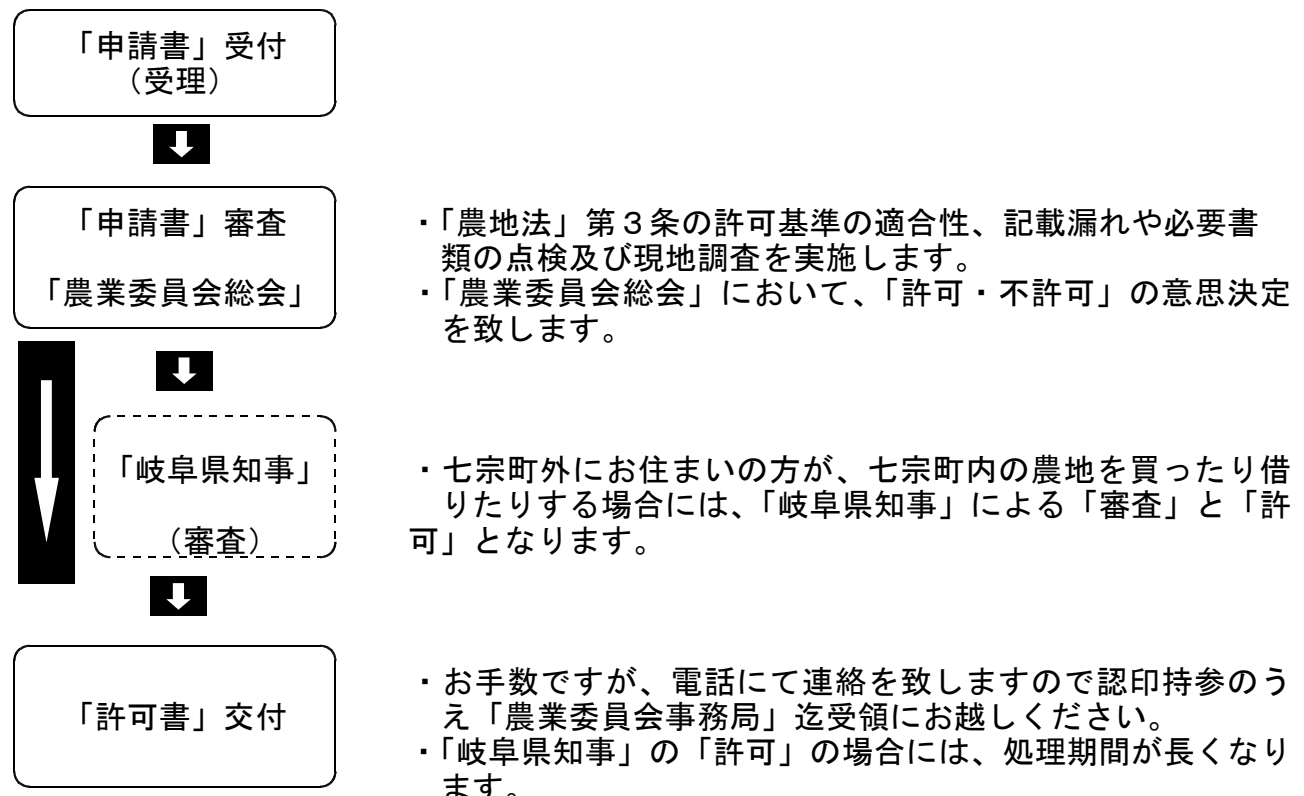 「申請書」受付
(受理)
「申請書」審査
「農業委員会総会」
・「農地法」第3条の許可基準の適合性、記載漏れや必要書
類の点検及び現地調査を実施します。
・「農業委員会総会」において、「許可・不許可」の意思決定
を致します。
「岐阜県知事」
(審査)
・七宗町外にお住まいの方が、七宗町内の農地を買ったり借
りたりする場合には、「岐阜県知事」による「審査」と「許
可」となります。
「許可書」交付
・お手数ですが、電話にて連絡を致しますので認印持参のう
え「農業委員会事務局」迄受領にお越しください。
・「岐阜県知事」の「許可」の場合には、処理期間が長くなり
ます。